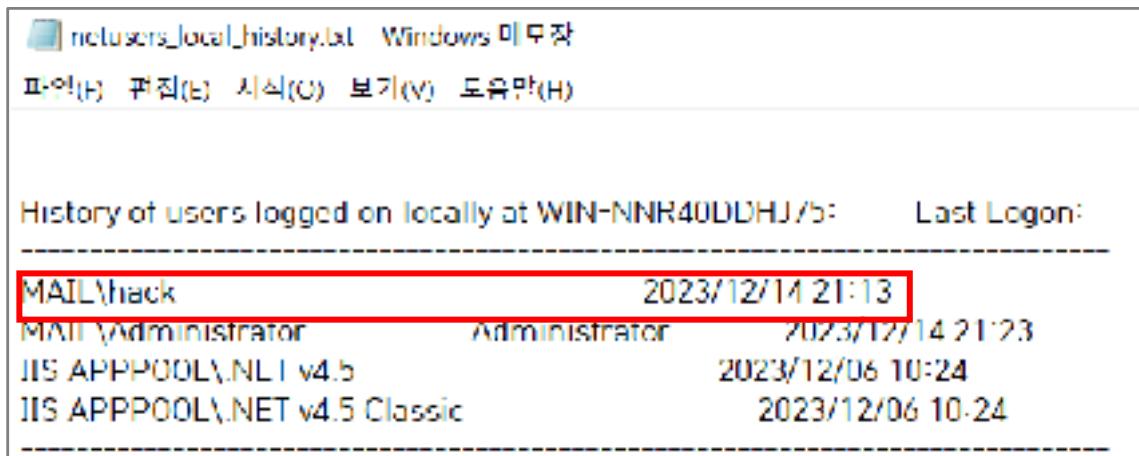 netusers_local_history.txt - Windows 메모장
파일(F) 편집(E) 서식(O) 보기(V) 도움말(H)
History of users logged on locally at WIN-NNR40DDHJ75: Last Logon:
MAIL\hack 2023/12/14 21:13
MAIL\Administrator Administrator 2023/12/14 21:23
IIS APPPOOL\.NET v4.5 2023/12/06 10:24
IIS APPPOOL\.NET v4.5 Classic 2023/12/06 10:24